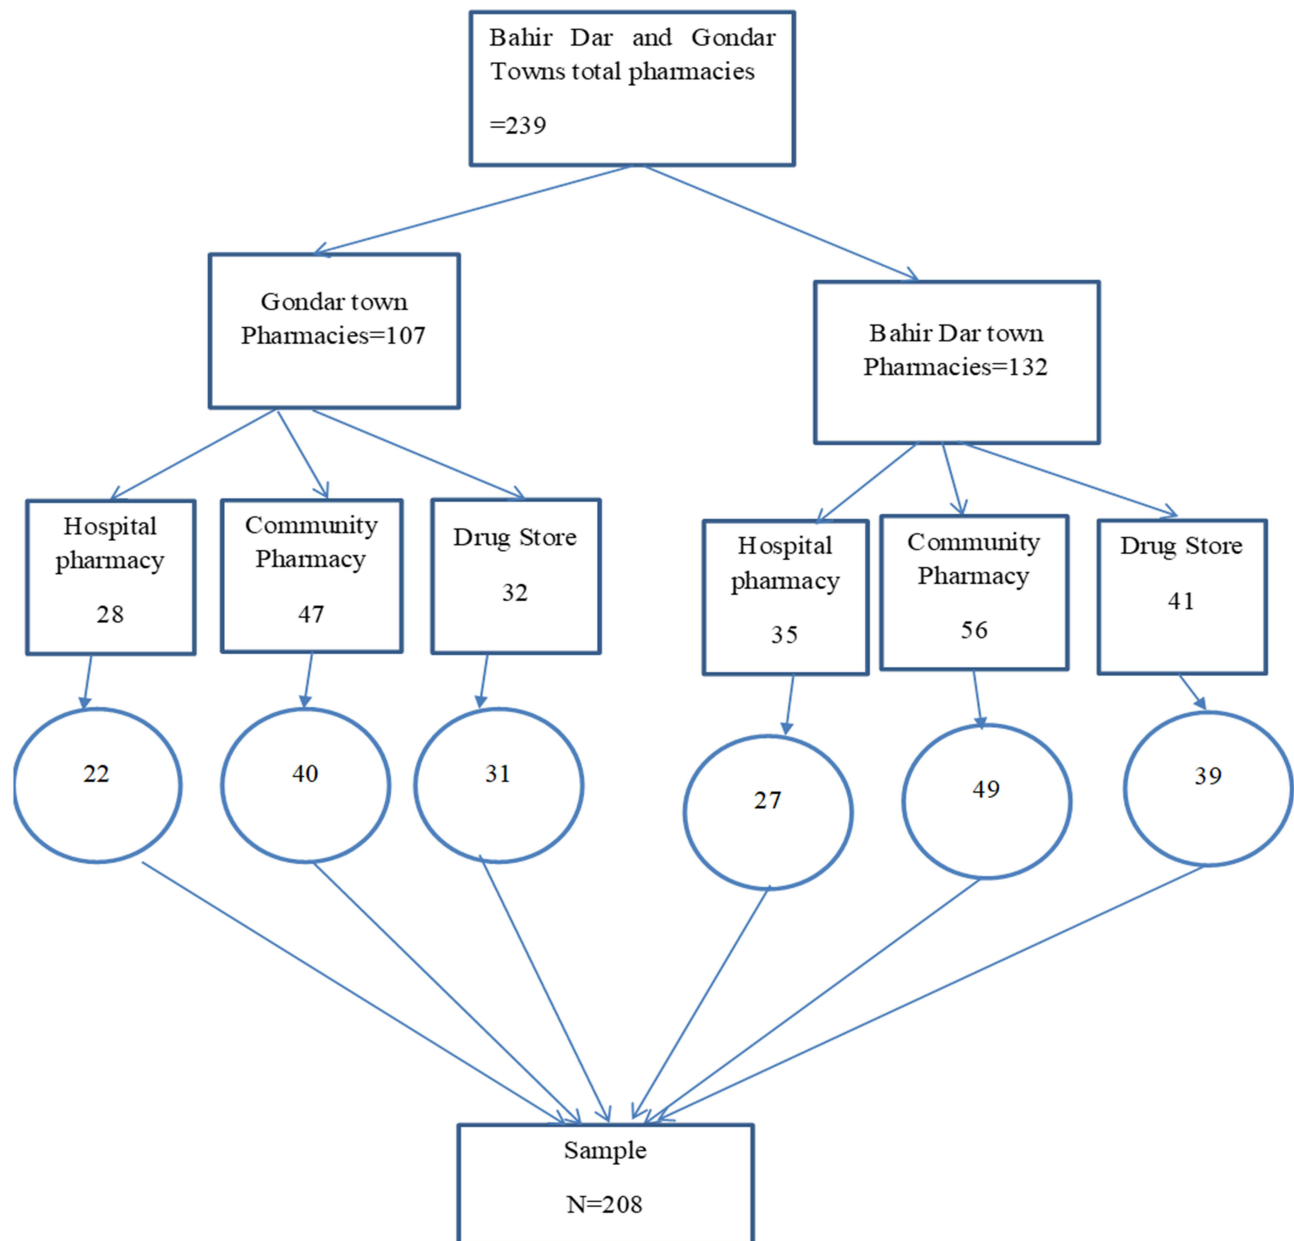 Bahir Dar and Gondar
Towns total pharmacies
=239
Gondar town
Pharmacies=107
Bahir Dar town
Pharmacies=132
Hospital
pharmacy
28
Community
Pharmacy
47
Drug Store
32
Hospital
pharmacy
35
Community
Pharmacy
56
Drug Store
41
22
40
31
27
49
39
Sample
N=208